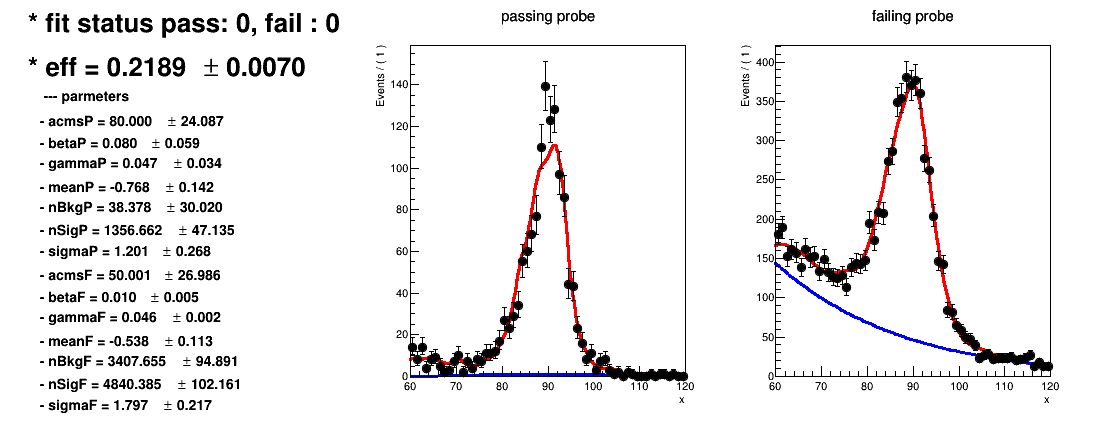 * fit status pass: 0, fail : 0
* eff = 0.2189 ± 0.0070
--- parmeters
- acmsP = 80.000 ± 24.087
- betaP = 0.080 ± 0.059
- gammaP = 0.047 ± 0.034
- meanP = -0.768 ± 0.142
- nBkgP = 38.378 ± 30.020
- nSigP = 1356.662 ± 47.135
- sigmaP = 1.201 ± 0.268
- acmsF = 50.001 ± 26.986
- betaF = 0.010 ± 0.005
- gammaF = 0.046 ± 0.002
- meanF = -0.538 ± 0.113
- nBkgF = 3407.655 ± 94.891
- nSigF = 4840.385 ± 102.161
- sigmaF = 1.797 ± 0.217
passing probe
Events / ( 1 )
140
120
100
80
60
40
20
0
60 70 80 90 100 110 120
x
failing probe
Events / ( 1 )
400
350
300
250
200
150
100
50
0
60 70 80 90 100 110 120
x